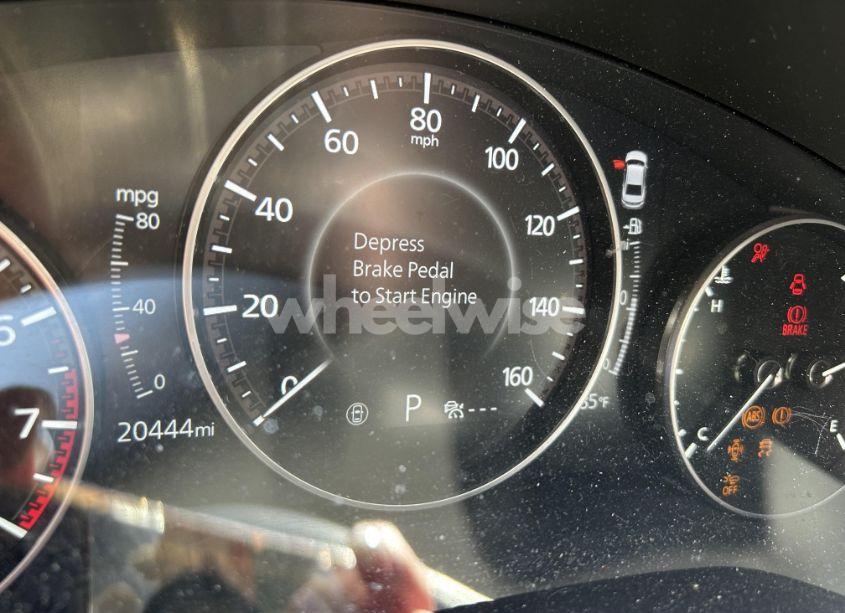 80
mph
60
100
mpg
80
40
120
Depress
Brake Pedal
to Start Engine
H
40
20
140
BRAKE
wheelwise
6
0
160
0
P
---
7
20444mi
C
ABS
E
OFF